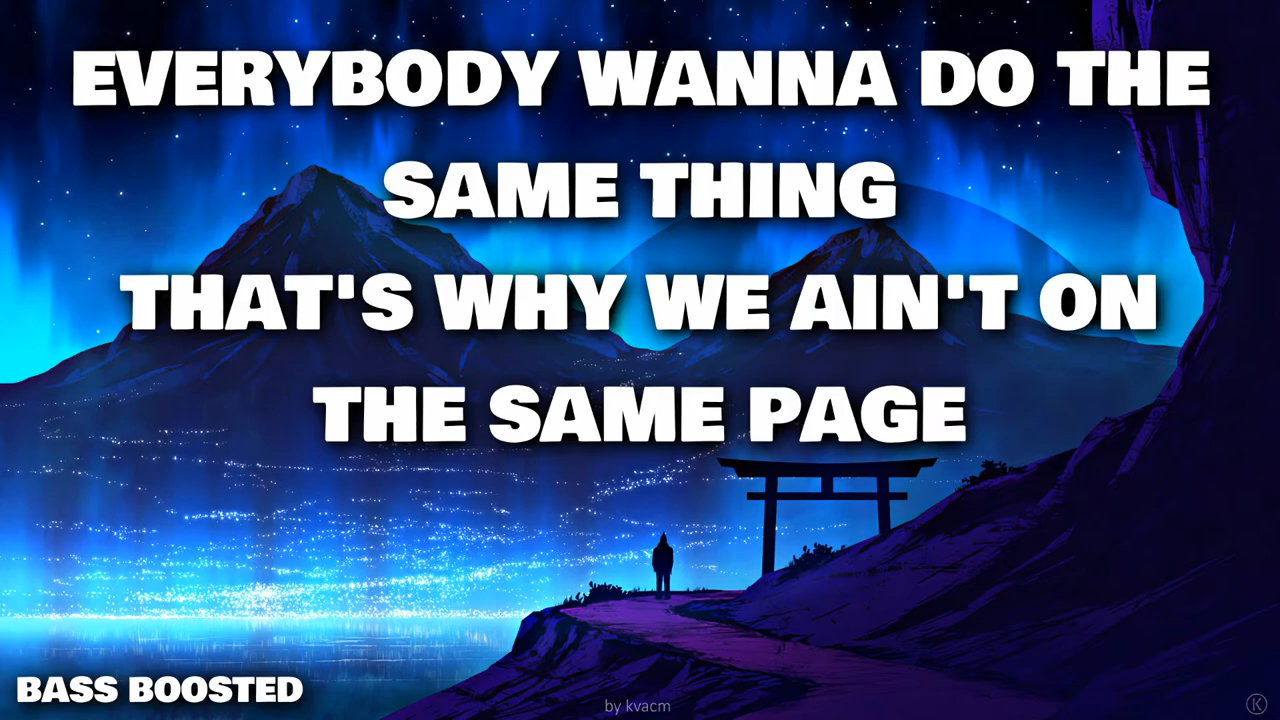 EVERYBODY WANNA DO THE
SAME THING
THAT'S WHY WE AIN'T ON
THE SAME PAGE
BASS BOOSTED
by kvacm
K